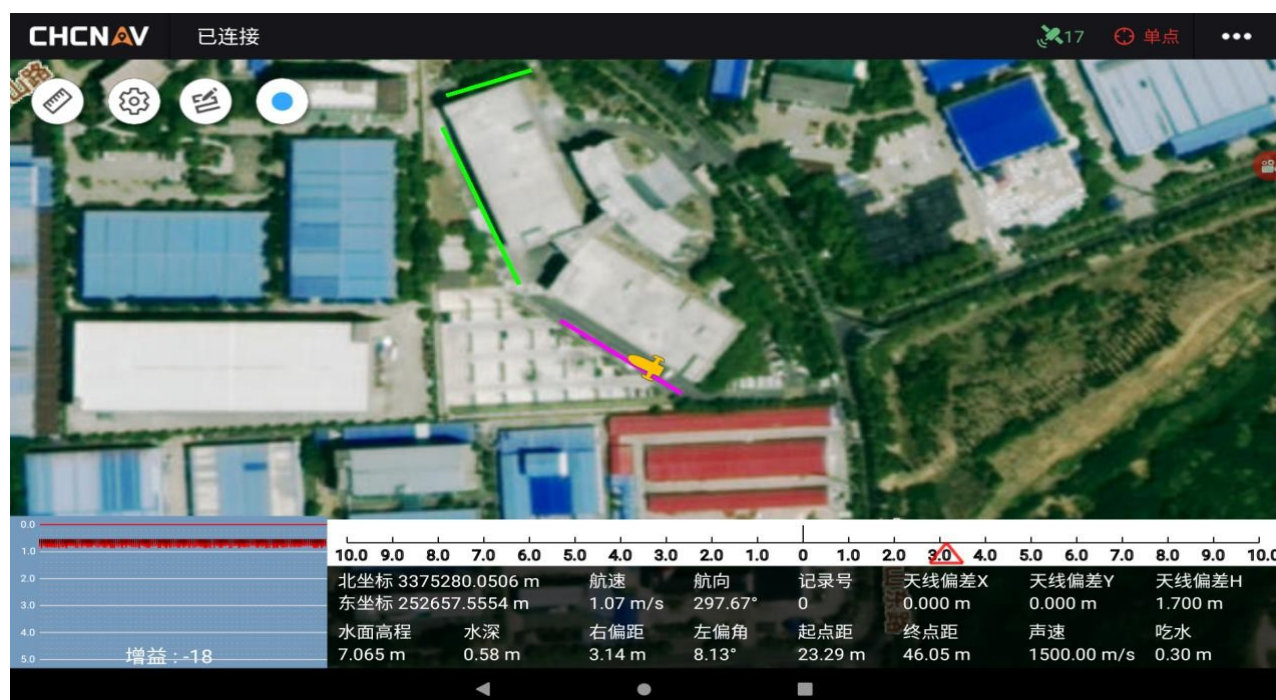 CHCNAV 已连接 17 单点
0.0
1.0
2.0
3.0
4.0
5.0
增益:-18
10.0 9.0 8.0 7.0 6.0 5.0 4.0 3.0 2.0 1.0 0 1.0 2.0 3.0 4.0 5.0 6.0 7.0 8.0 9.0 10.0
北坐标 3375280.0506 m 航速 航向 记录号 天线偏差X 天线偏差Y 天线偏差H
东坐标 252657.5554 m 1.07 m/s 297.67° 0 0.000 m 0.000 m 1.700 m
水面高程 水深 右偏距 左偏角 起点距 终点距 声速 吃水
7.065 m 0.58 m 3.14 m 8.13° 23.29 m 46.05 m 1500.00 m/s 0.30 m